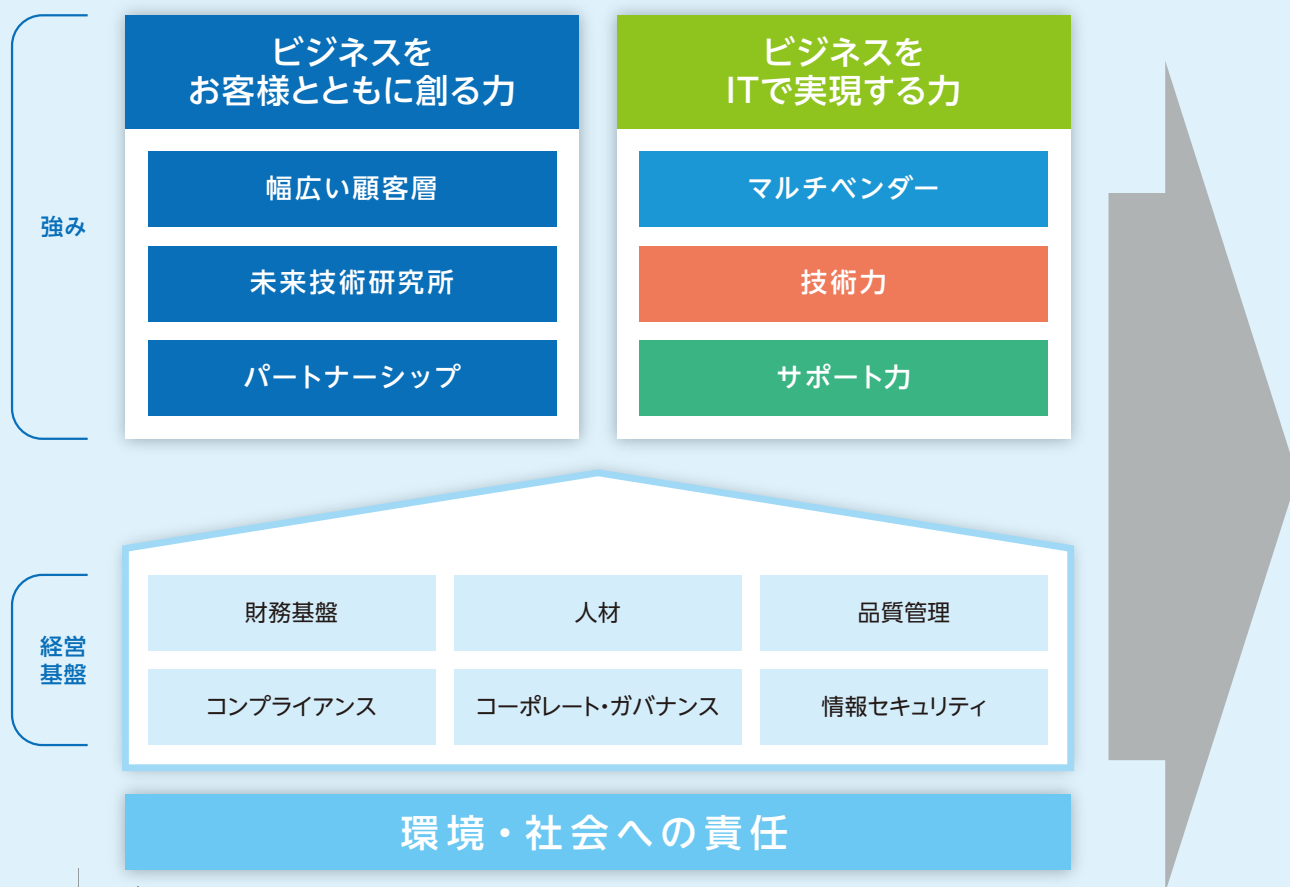 強み
ビジネスを
お客様とともに創る力
幅広い顧客層
未来技術研究所
パートナーシップ
ビジネスを
ITで実現する力
マルチベンダー
技術力
サポート力
経営
基盤
財務基盤
人材
品質管理
コンプライアンス
コーポレート・ガバナンス
情報セキュリティ
環境・社会への責任